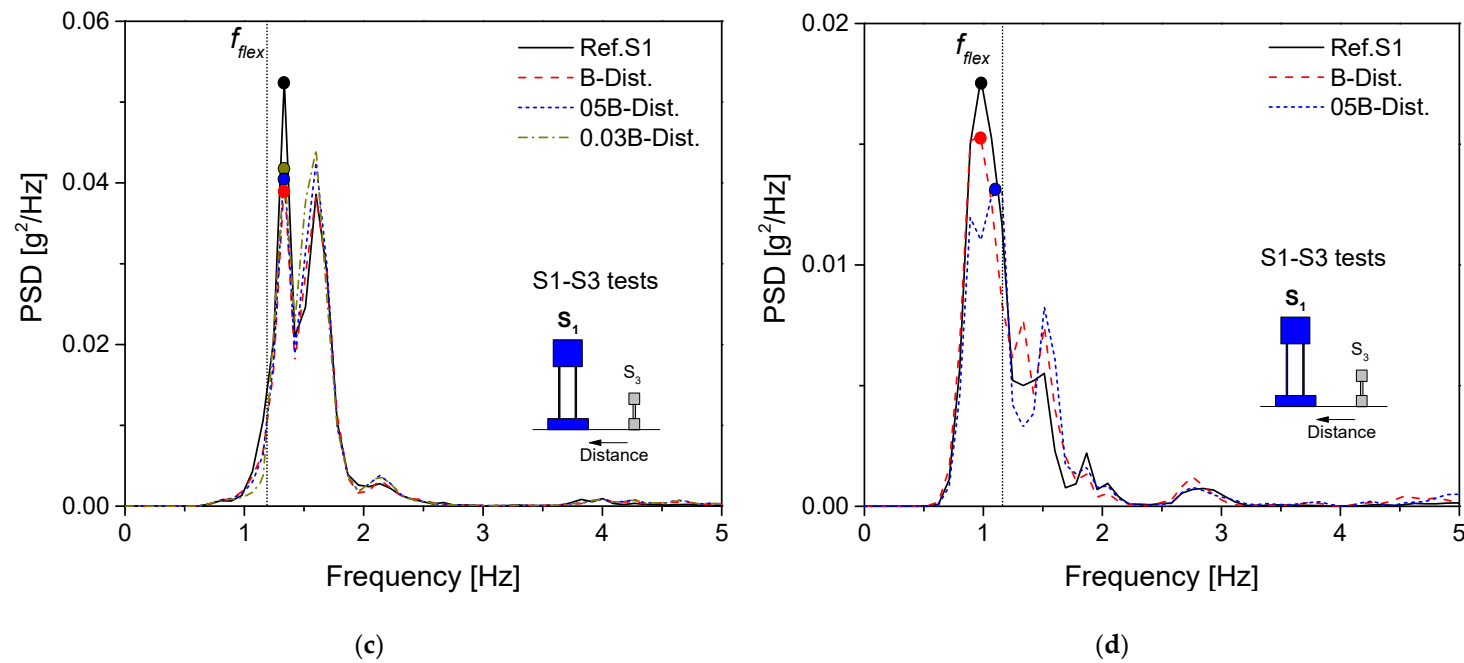 0.06
0.04
0.02
0.00
PSD [g²/Hz]
f_flex
Ref.S1
B-Dist.
05B-Dist.
0.03B-Dist.
S1-S3 tests
S₁
S₃
Distance
0 1 2 3 4 5
Frequency [Hz]
(c)
0.02
0.01
0.00
PSD [g²/Hz]
f_flex
Ref.S1
B-Dist.
05B-Dist.
S1-S3 tests
S₁
S₃
Distance
0 1 2 3 4 5
Frequency [Hz]
(d)